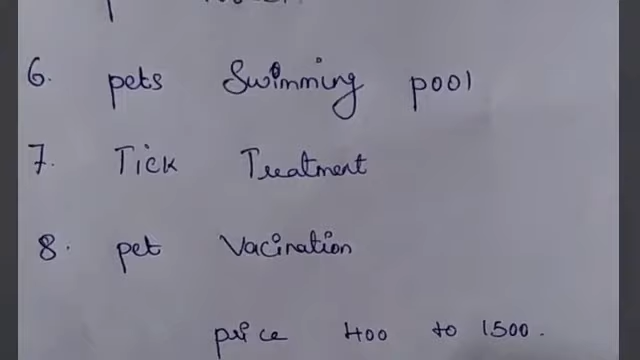 6. pets Swimming pool
7. Tick Treatment
8. pet Vacination
price 400 to 1500.